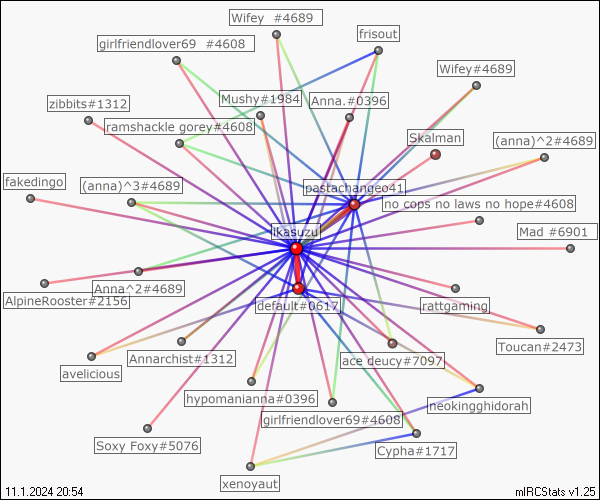 Wifey  #4689
frisout
girlfriendlover69  #4608
Wifey#4689
Mushy#1984
Anna.#0396
zibbits#1312
ramshackle gorey#4608
Skalman
(anna)^2#4689
fakedingo
(anna)^3#4689
pastachangeo41
no cops no laws no hope#4608
ikasuzu
Mad #6901
Anna^2#4689
AlpineRooster#2156
default#0617
rattgaming
Toucan#2473
avelicious
Annarchist#1312
ace deucy#7097
hypomanianna#0396
neokingghidorah
girlfriendlover69#4608
Soxy Foxy#5076
Cypha#1717
xenoyaut
11.1.2024 20:54
mIRCStats v1.25